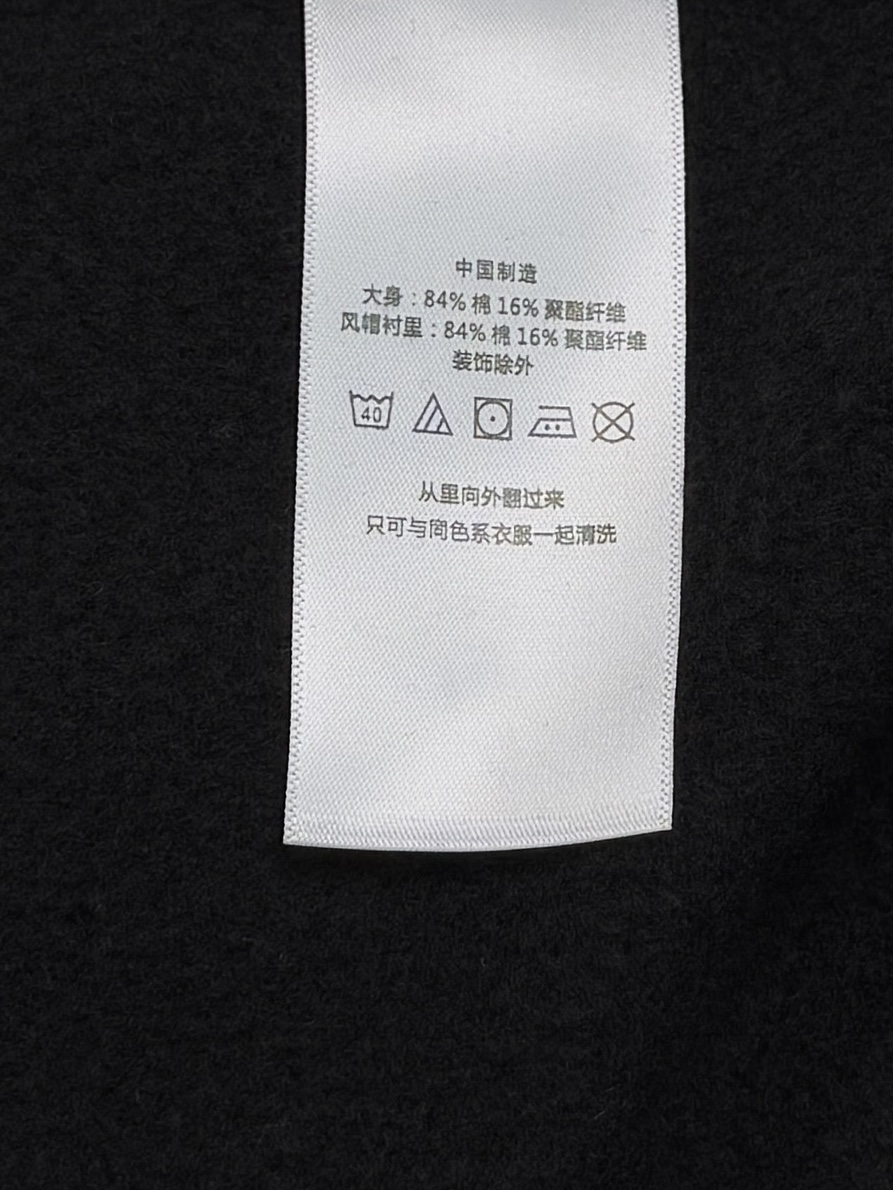 中国制造
大身：84% 棉 16% 聚酯纤维
风帽衬里：84% 棉 16% 聚酯纤维
装饰除外
40
从里向外翻过来
只可与同色系衣服一起清洗